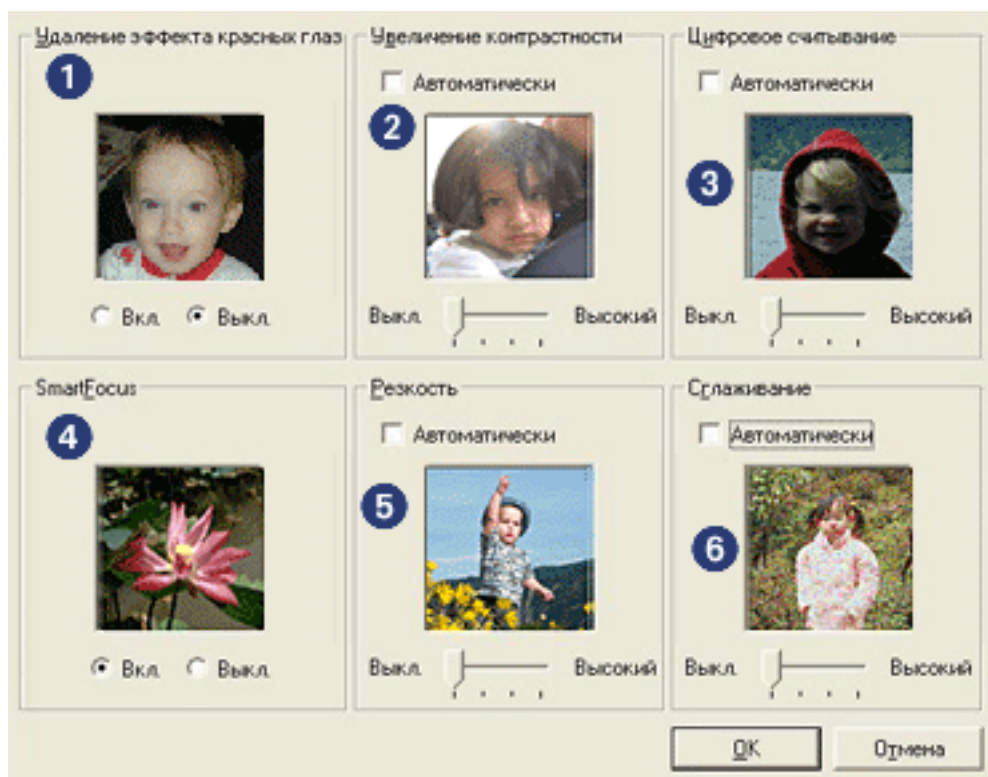 Удаление эффекта красных глаз
1
Вкл.
Выкл.
Увеличение контрастности
Автоматически
2
Выкл.
Высокий
Цифровое считывание
Автоматически
3
Выкл.
Высокий
SmartFocus
4
Вкл.
Выкл.
Резкость
Автоматически
5
Выкл.
Высокий
Сглаживание
Автоматически
6
Выкл.
Высокий
OK
Отмена